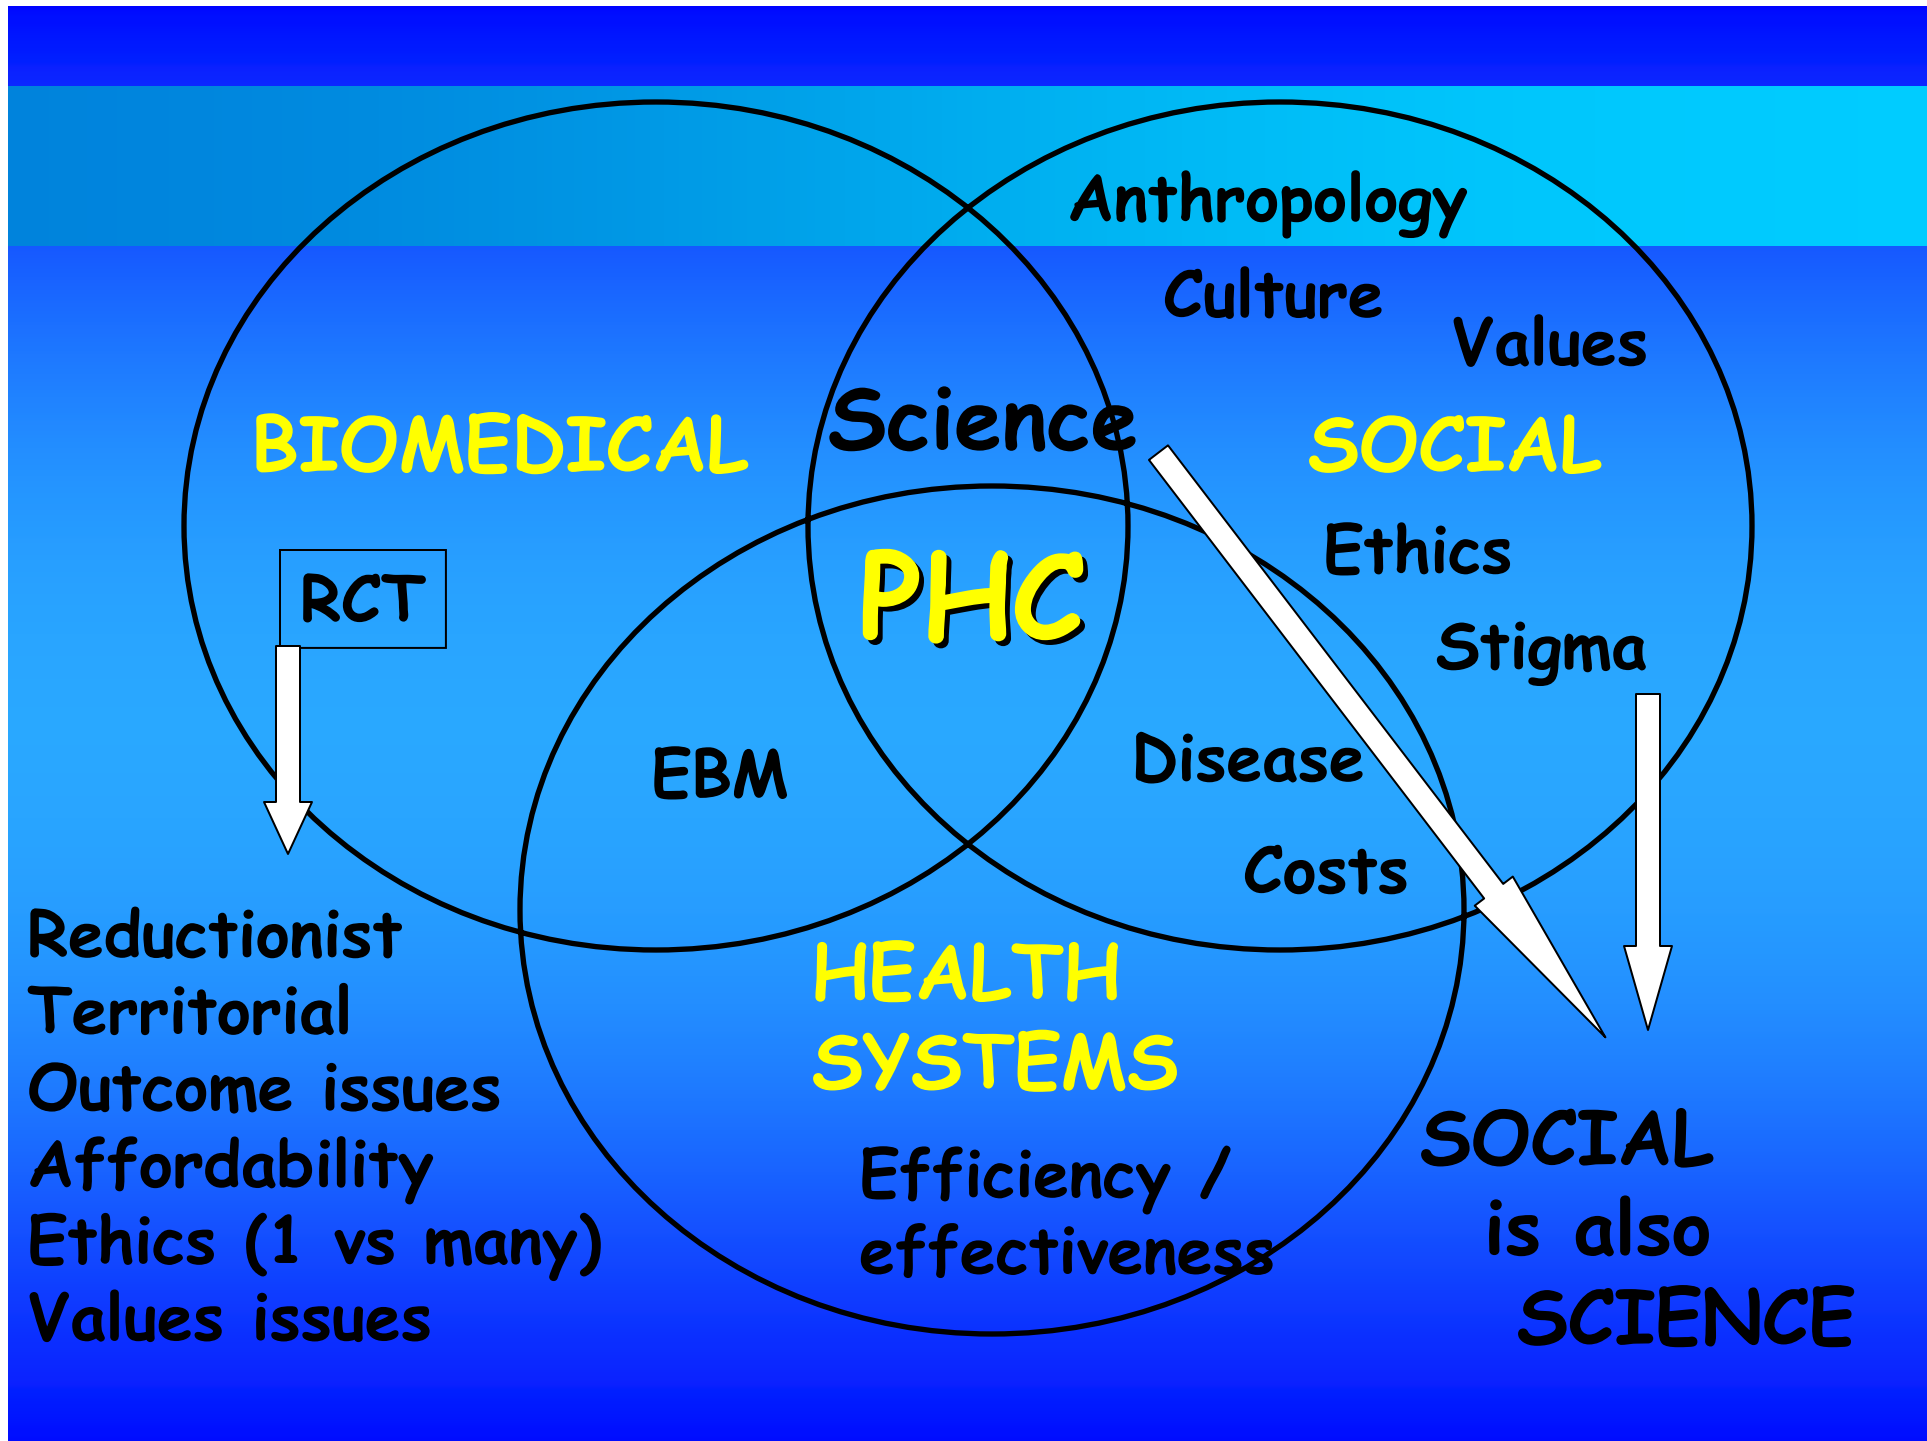 Anthropology
Culture
Values
BIOMEDICAL
Science
SOCIAL
RCT
PHC
Ethics
Stigma
EBM
Disease
Costs
Reductionist
Territorial
Outcome issues
Affordability
Ethics (1 vs many)
Values issues
HEALTH
SYSTEMS
Efficiency /
effectiveness
SOCIAL
is also
SCIENCE